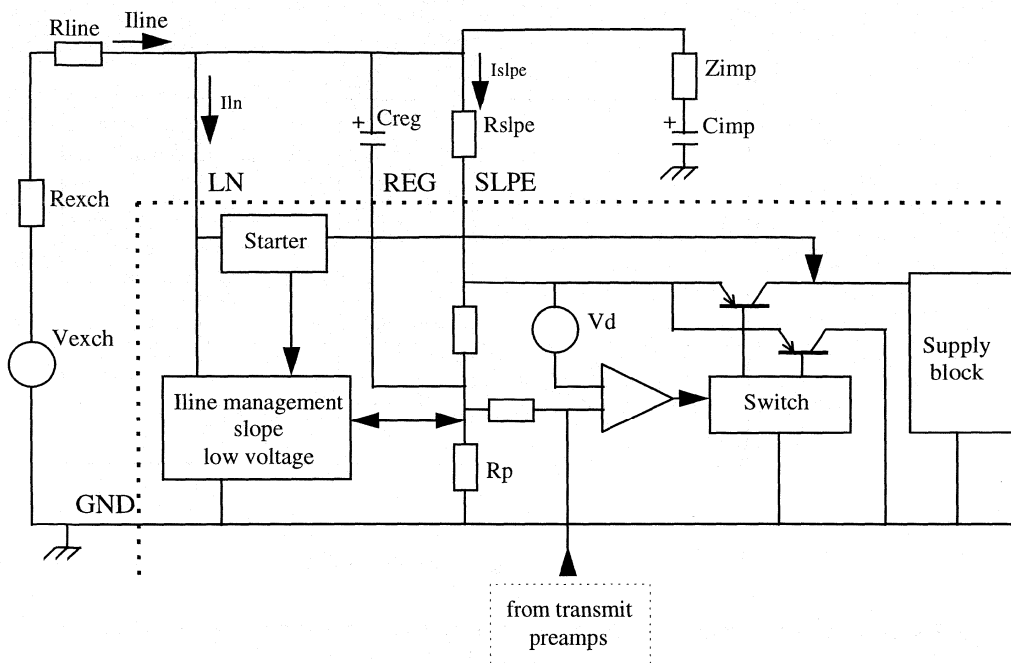 Rline
Iline
Islpe
Zimp
Iln
+
Creg
Rslpe
+
Cimp
LN
REG
SLPE
Rexch
Starter
Vexch
Vd
Supply
block
Iline management
slope
low voltage
Switch
Rp
GND
from transmit
preamps